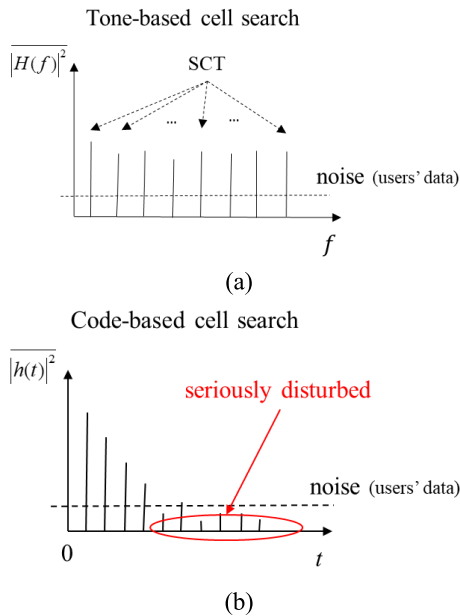 Tone-based cell search
|H(f)|²
SCT
... ...
noise (users' data)
f
(a)
Code-based cell search
|h(t)|²
seriously disturbed
noise (users' data)
0
t
(b)